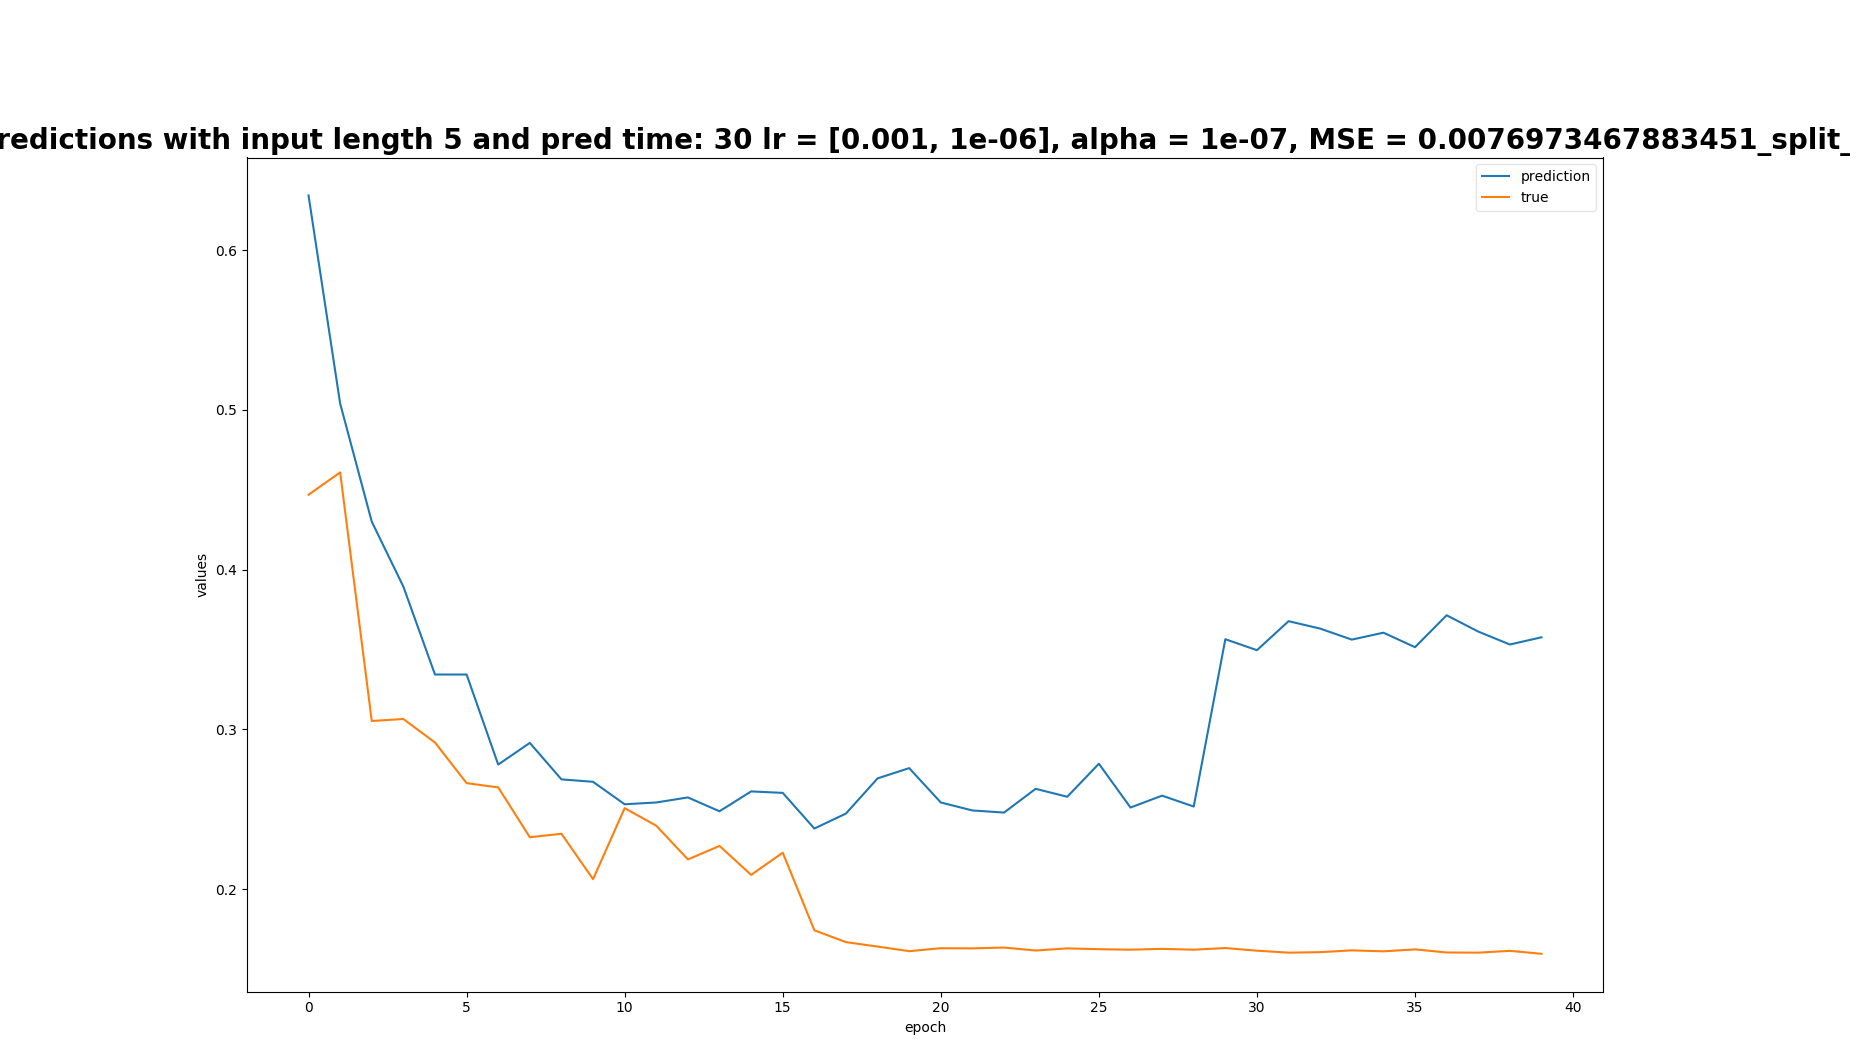 redictions with input length 5 and pred time: 30 lr = [0.001, 1e-06], alpha = 1e-07, MSE = 0.0076973467883451_split_
prediction
true
0.6
0.5
0.4
0.3
0.2
values
0 5 10 15 20 25 30 35 40
epoch